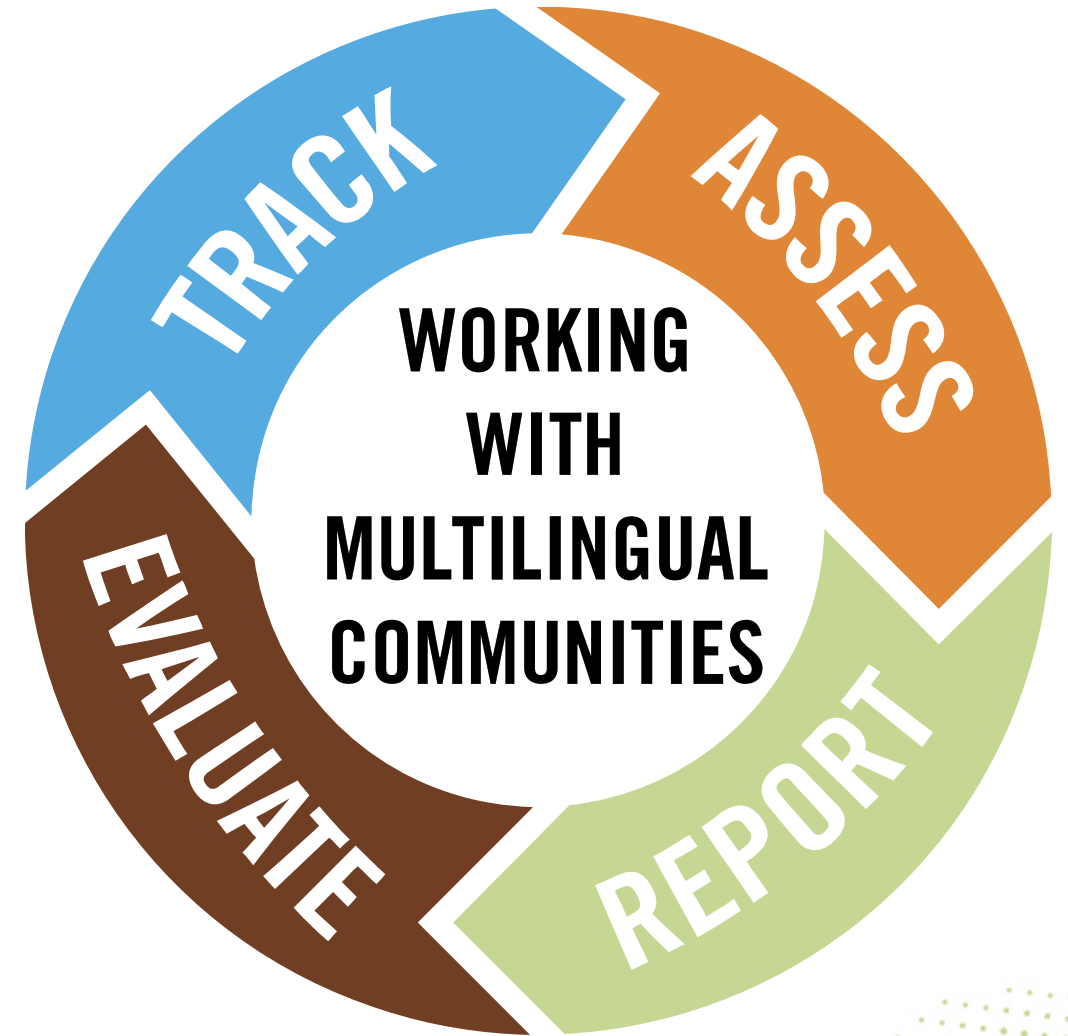 TRACK
ASSESS
WORKING
WITH
MULTILINGUAL
COMMUNITIES
EVALUATE
REPORT